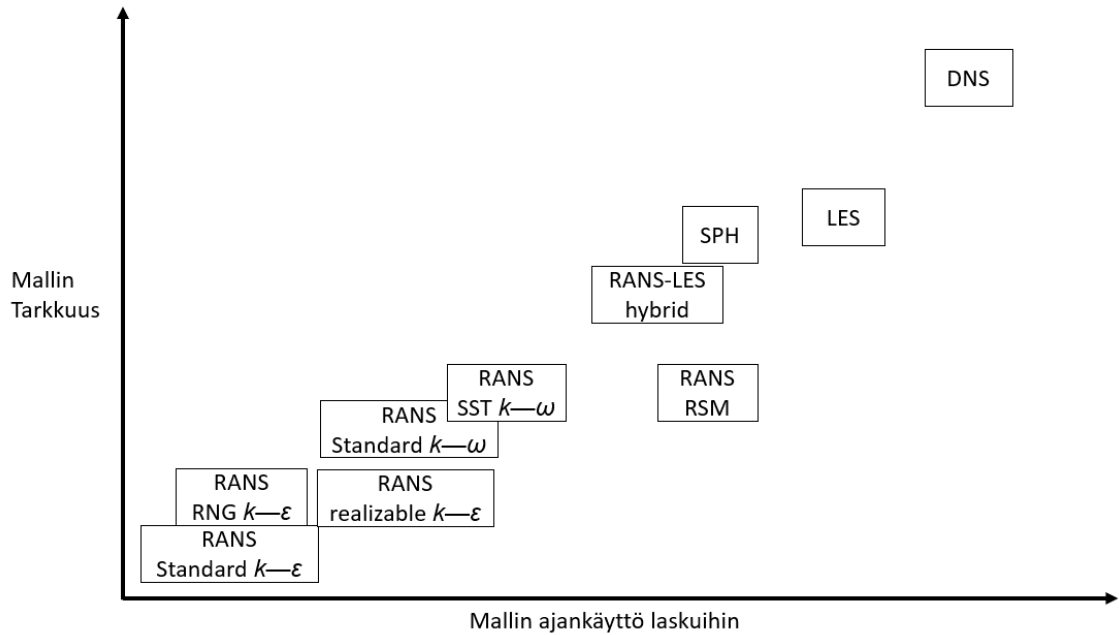 DNS
LES
SPH
Mallin
Tarkkuus
RANS-LES
hybrid
RANS
SST k—ω
RANS
RSM
RANS
Standard k—ω
RANS
RNG k—ε
RANS
realizable k—ε
RANS
Standard k—ε
Mallin ajankäyttö laskuihin